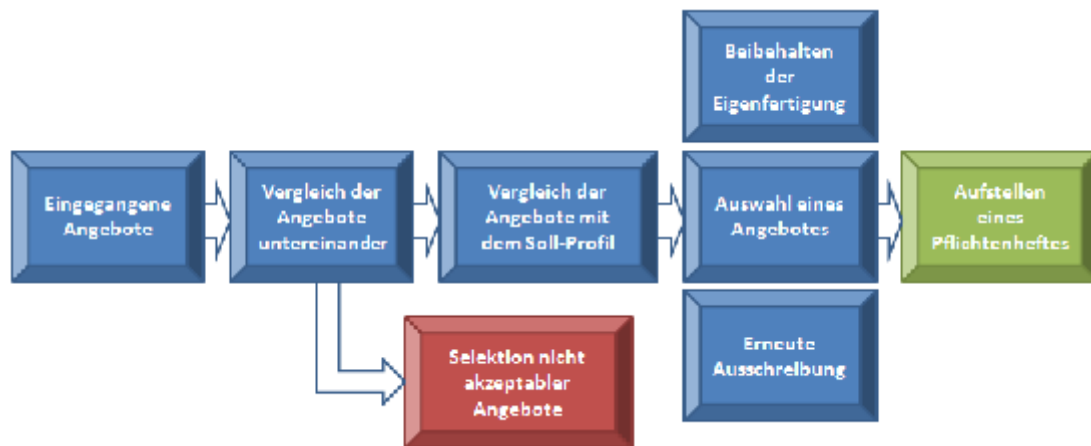 Beibehalten
der
Eigenfertigung
Eingegangene
Angebote
Vergleich der
Angebote
untereinander
Vergleich der
Angebote mit
dem Soll-Profil
Auswahl eines
Angebotes
Aufstellen
eines
Pflichtenheftes
Selektion nicht
akzeptabler
Angebote
Erneute
Ausschreibung